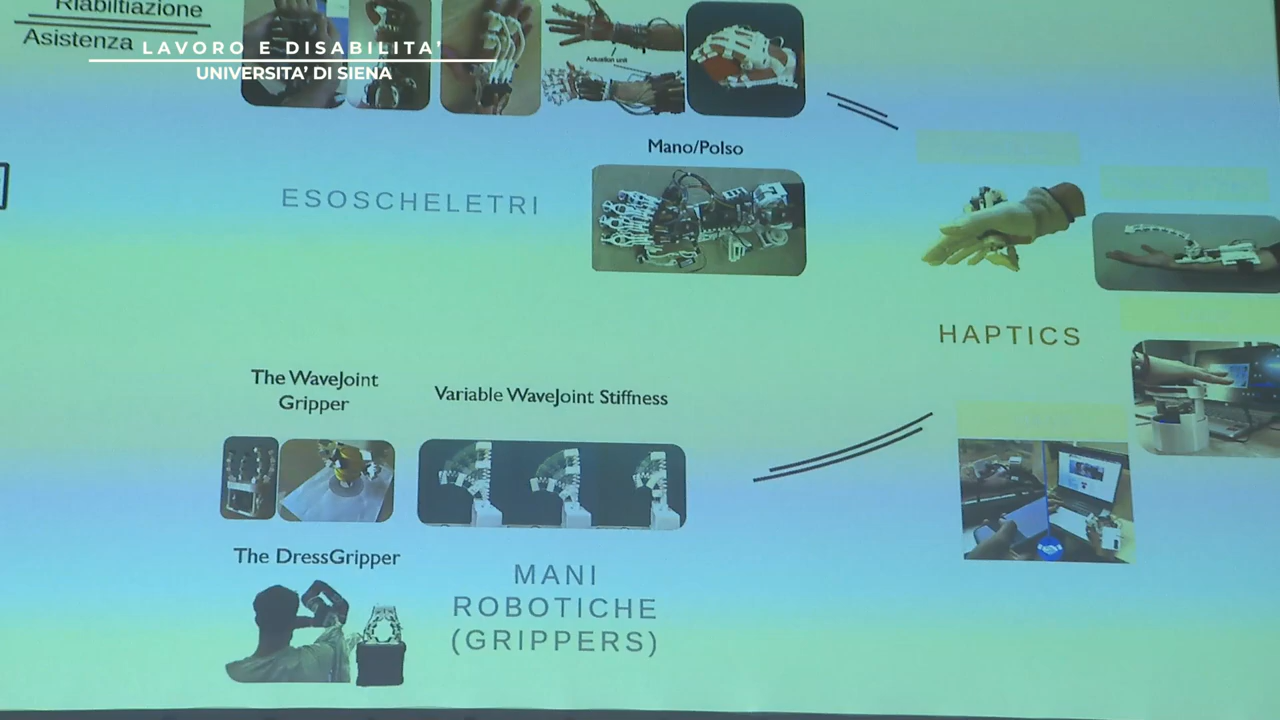 Riabiltiazione
Asistenza
LAVORO E DISABILITA'
UNIVERSITA' DI SIENA
Actuation unit
Mano/Polso
ESOSCHELETRI
HAPTICS
The WaveJoint
Gripper
Variable WaveJoint Stiffness
The DressGripper
MANI
ROBOTICHE
(GRIPPERS)